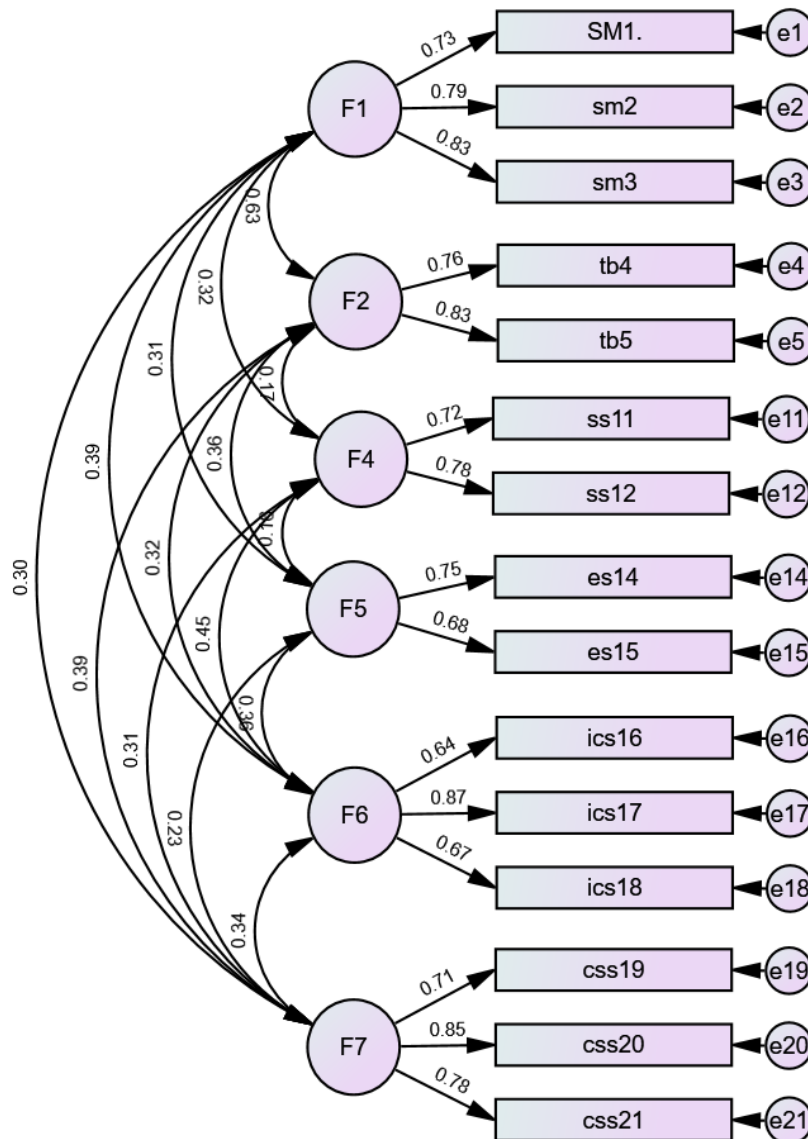 SM1.
e1
0.73
0.79
sm2
e2
F1
0.83
sm3
e3
0.63
0.76
tb4
e4
0.32
F2
0.83
tb5
e5
0.31
0.17
0.72
ss11
e11
0.39
0.36
F4
0.78
ss12
e12
0.30
0.32
0.75
es14
e14
0.45
F5
0.68
es15
e15
0.39
0.36
0.31
0.64
ics16
e16
0.23
F6
0.87
ics17
e17
0.67
ics18
e18
0.34
0.71
css19
e19
F7
0.85
css20
e20
0.78
css21
e21